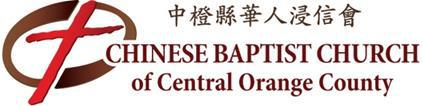 中橙縣華人浸信會
CHINESE BAPTIST CHURCH
of Central Orange County